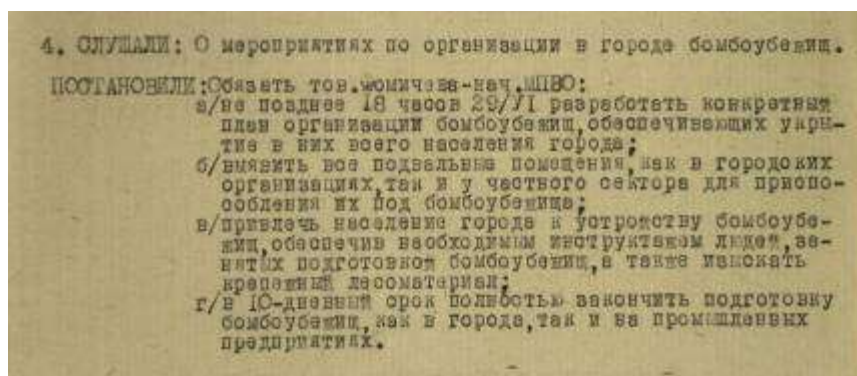 4. СЛУШАЛИ: О мероприятиях по организации в городе бомбоубежищ.
ПОСТАНОВИЛИ:Обязать тов.Фомичева-нач.МПВО:
а/не позднее 18 часов 29/VI разработать конкретный
план организации бомбоубежищ,обеспечивающих укры-
тие в них всего населения города;
б/выявить все подвальные помещения,как в городских
организациях,так и у частного сектора для приспо-
собления их под бомбоубежища;
в/привлечь население города к устройству бомбоубе-
жищ,обеспечив необходимым инструктажем людей,за-
нятых подготовкой бомбоубежищ,а также изыскать
крепежный лесоматериал;
г/в 10-дневный срок полностью закончить подготовку
бомбоубежищ,как в города,так и на промышленных
предприятиях.